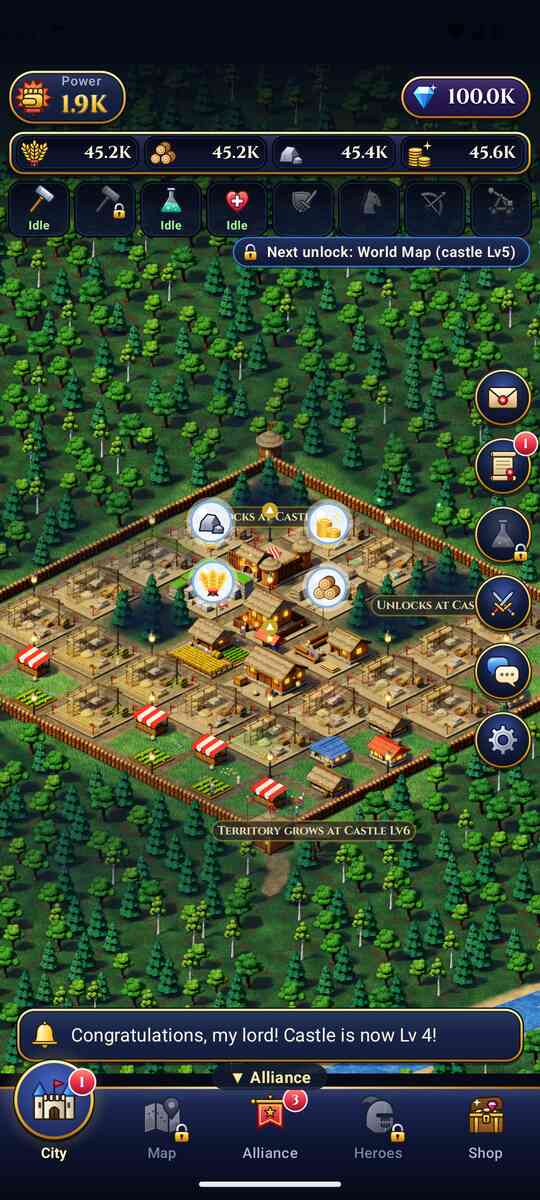 Power
1.9K
100.0K
45.2K
45.2K
45.4K
45.6K
Idle
Idle
Idle
Next unlock: World Map (castle Lv5)
1
Unlocks at Cas
Territory grows at Castle Lv6
Congratulations, my lord! Castle is now Lv 4!
▼ Alliance
1
3
City
Map
Alliance
Heroes
Shop